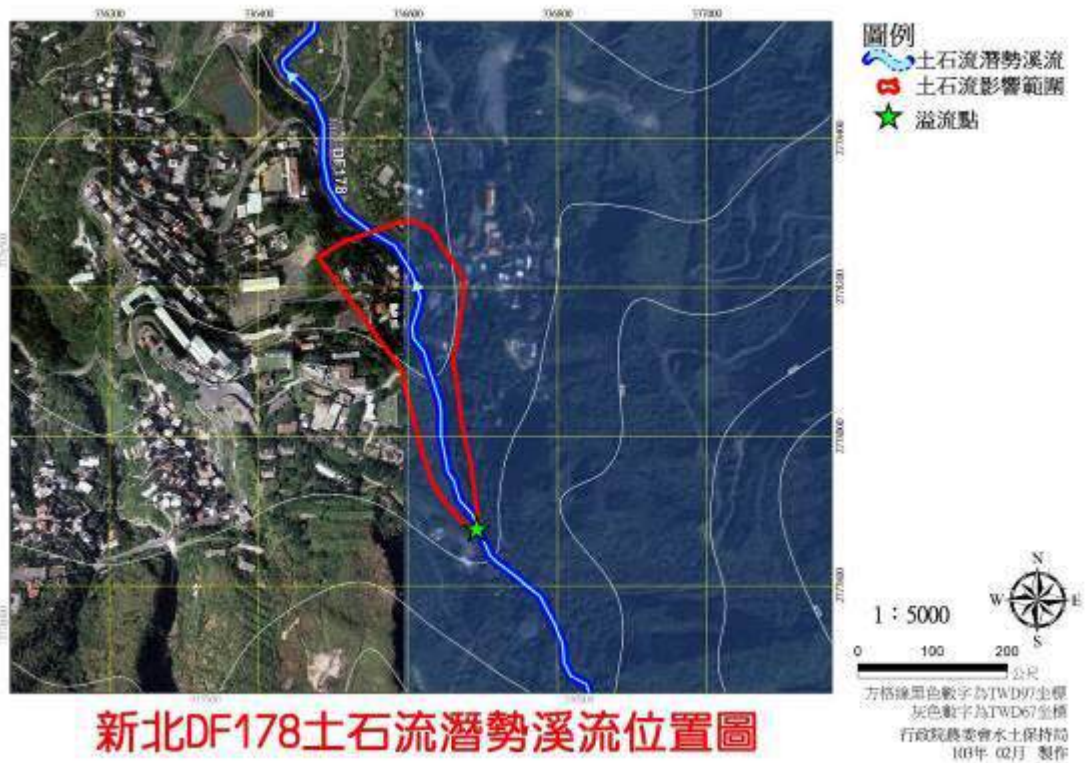 336400
336600
336800
337000
圖例
土石流潛勢溪流
土石流影響範圍
溢流點
DF178
N
W
E
S
1：5000
0 100 200
公尺
方格線黑色數字為TWD97坐標
灰色數字為TWD67坐標
行政院農委會水土保持局
103年 02月 製作
新北DF178土石流潛勢溪流位置圖